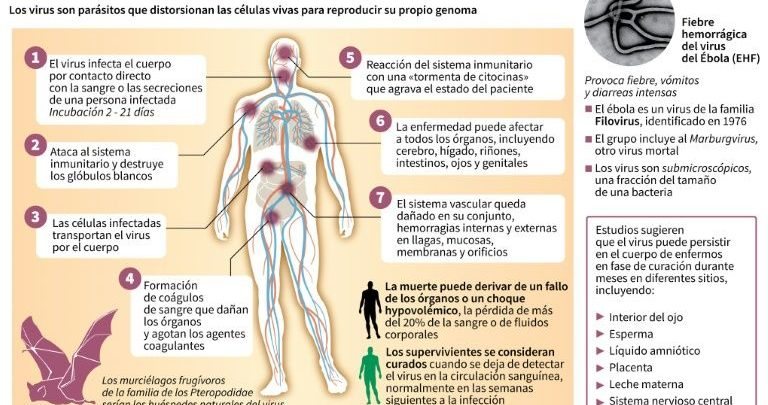 Los virus son parásitos que distorsionan las células vivas para reproducir su propio genoma
1
El virus infecta el cuerpo
por contacto directo
con la sangre o las secreciones
de una persona infectada
Incubación 2 - 21 días
2
Ataca al sistema
inmunitario y destruye
los glóbulos blancos
3
Las células infectadas
transportan el virus
por el cuerpo
4
Formación
de coágulos
de sangre que dañan
los órganos
y agotan los agentes
coagulantes
5
Reacción del sistema inmunitario
con una «tormenta de citocinas»
que agrava el estado del paciente
6
La enfermedad puede afectar
a todos los órganos, incluyendo
cerebro, hígado, riñones,
intestinos, ojos y genitales
7
El sistema vascular queda
dañado en su conjunto,
hemorragias internas y externas
en llagas, mucosas,
membranas y orificios
Los murciélagos frugívoros
de la familia de los Pteropodidae
serían los huéspedes naturales del virus
La muerte puede derivar de un fallo
de los órganos o un choque
hypovolémico, la pérdida de más
del 20% de la sangre o de fluidos
corporales
Los supervivientes se consideran
curados cuando se deja de detectar
el virus en la circulación sanguínea,
normalmente en las semanas
siguientes a la infección
Fiebre
hemorrágica
del virus
del Ébola (EHF)
Provoca fiebre, vómitos
y diarreas intensas
El ébola es un virus de la familia
Filovirus, identificado en 1976
El grupo incluye al Marburgvirus,
otro virus mortal
Los virus son submicroscópicos,
una fracción del tamaño
de una bacteria
Estudios sugieren
que el virus puede persistir
en el cuerpo de enfermos
en fase de curación durante
meses en diferentes sitios,
incluyendo:
Interior del ojo
Esperma
Líquido amniótico
Placenta
Leche materna
Sistema nervioso central